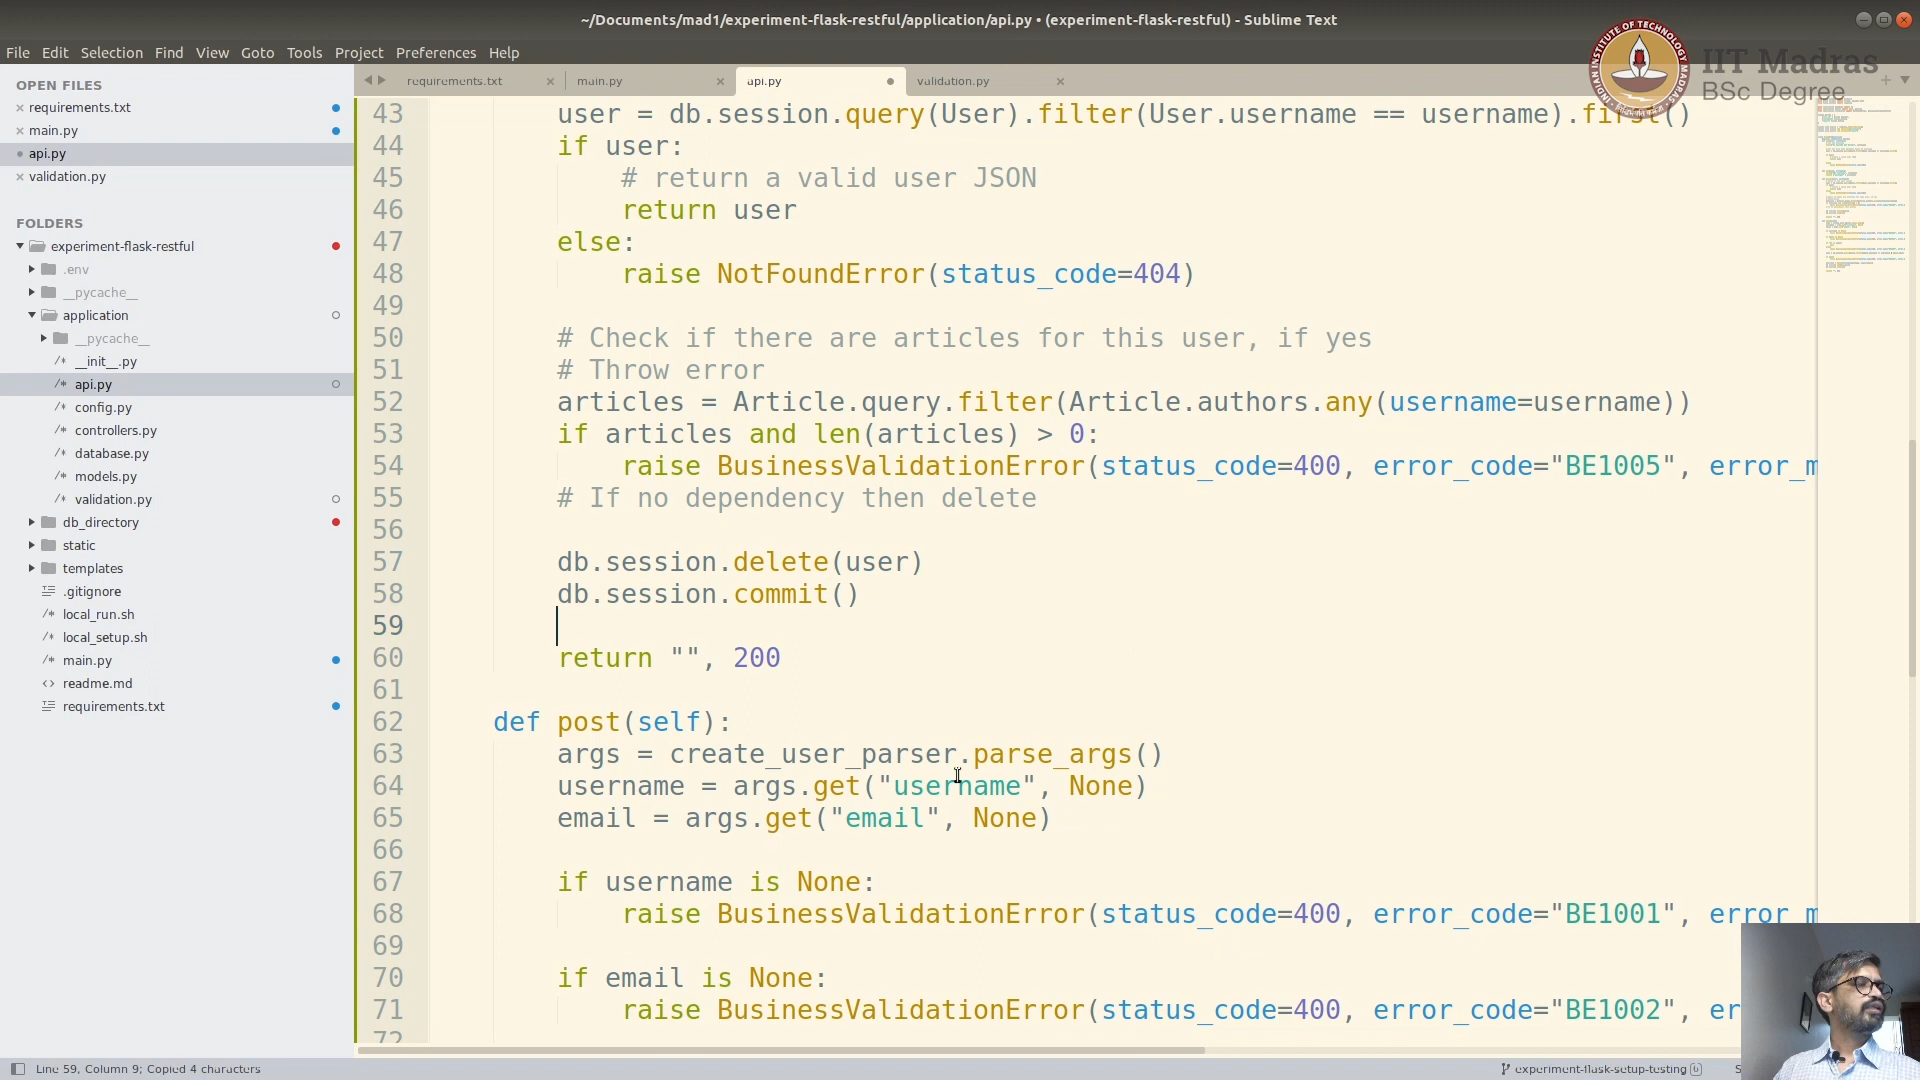 ~/Documents/mad1/experiment-flask-restful/application/api.py • (experiment-flask-restful) - Sublime Text
File Edit Selection Find View Goto Tools Project Preferences Help
IIT Madras
BSc Degree
INDIAN INSTITUTE OF TECHNOLOGY MADRAS
OPEN FILES
requirements.txt
main.py
api.py
validation.py
FOLDERS
experiment-flask-restful
.env
__pycache__
application
__pycache__
__init__.py
api.py
config.py
controllers.py
database.py
models.py
validation.py
db_directory
static
templates
.gitignore
local_run.sh
local_setup.sh
main.py
readme.md
requirements.txt
requirements.txt main.py api.py validation.py
43 user = db.session.query(User).filter(User.username == username).first()
44 if user:
45 # return a valid user JSON
46 return user
47 else:
48 raise NotFoundError(status_code=404)
49
50 # Check if there are articles for this user, if yes
51 # Throw error
52 articles = Article.query.filter(Article.authors.any(username=username))
53 if articles and len(articles) > 0:
54 raise BusinessValidationError(status_code=400, error_code="BE1005", error_m
55 # If no dependency then delete
56
57 db.session.delete(user)
58 db.session.commit()
59
60 return "", 200
61
62 def post(self):
63 args = create_user_parser.parse_args()
64 username = args.get("username", None)
65 email = args.get("email", None)
66
67 if username is None:
68 raise BusinessValidationError(status_code=400, error_code="BE1001", error_m
69
70 if email is None:
71 raise BusinessValidationError(status_code=400, error_code="BE1002", er
72
Line 59, Column 9; Copied 4 characters
experiment-flask-setup-testing 6